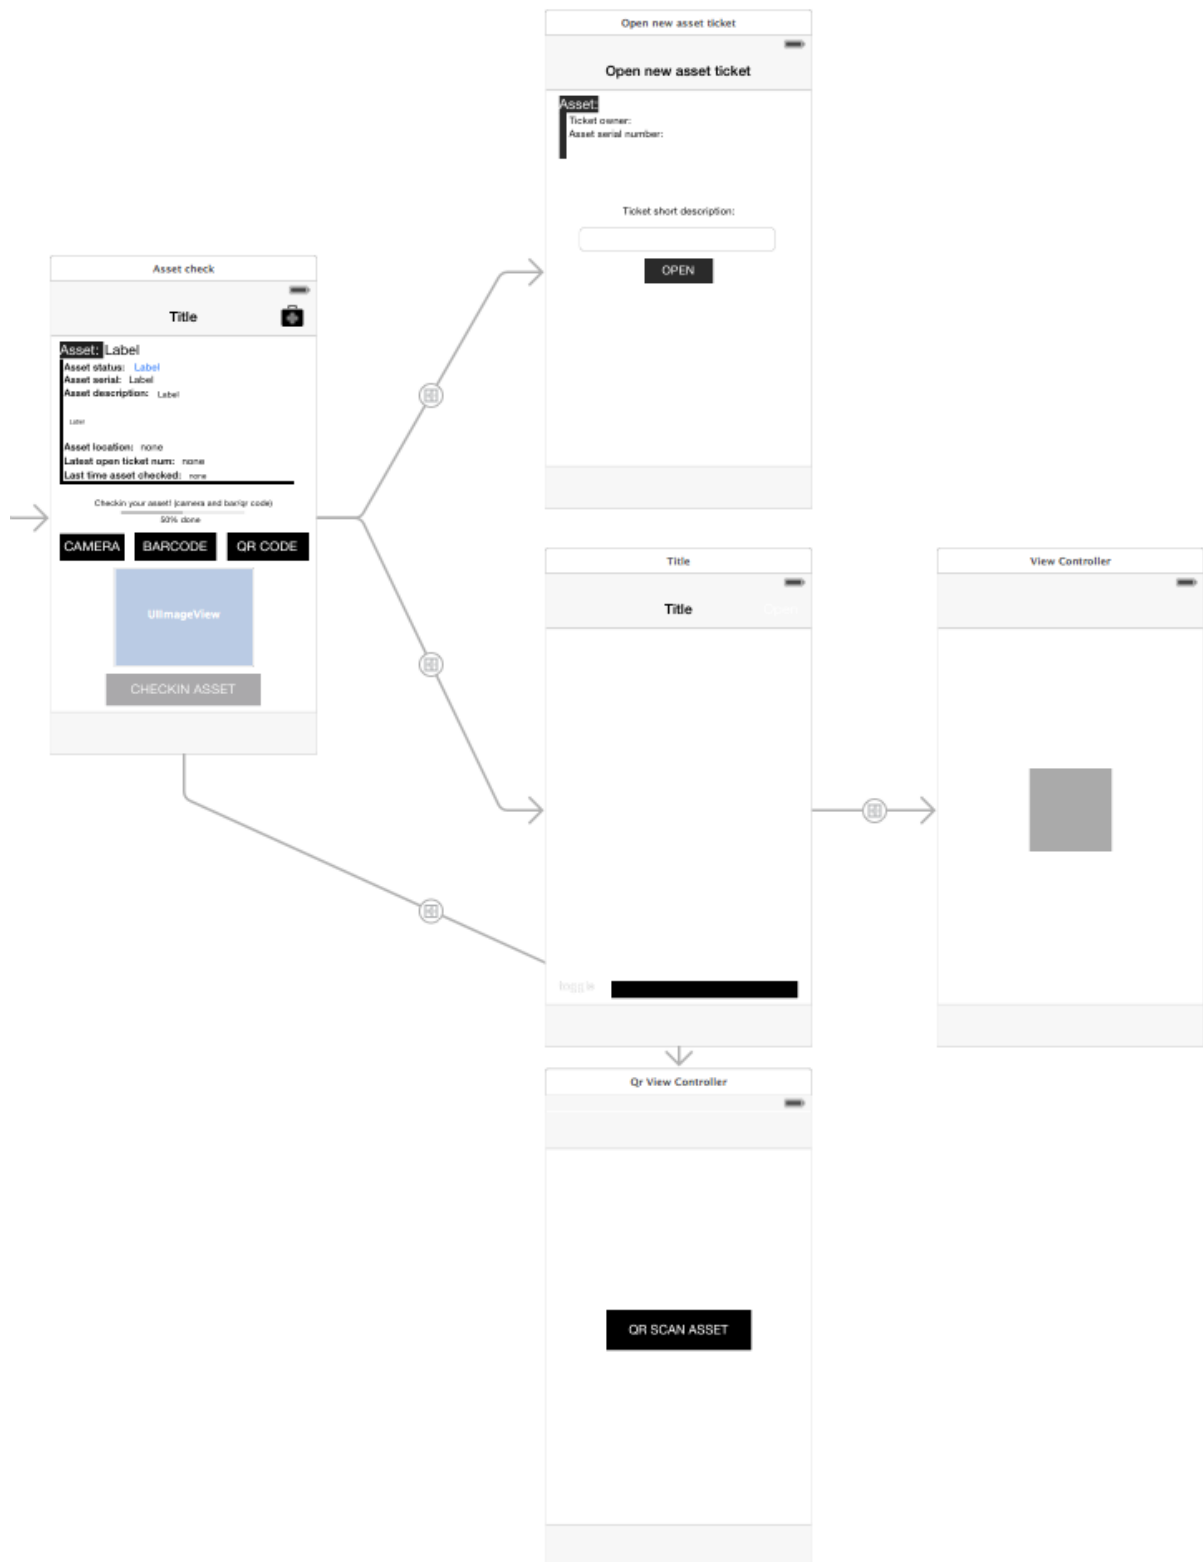 Open new asset ticket
Open new asset ticket
Asset:
Ticket owner:
Asset serial number:
Ticket short description:
OPEN
Asset check
Title
Asset: Label
Asset status: Label
Asset serial: Label
Asset description: Label
Label
Asset location: none
Latest open ticket num: none
Last time asset checked: none
Checkin your asset! (camera and bar/qr code)
50% done
CAMERA BARCODE QR CODE
UIImageView
CHECKIN ASSET
Title
Title
toggle
View Controller
Qr View Controller
QR SCAN ASSET